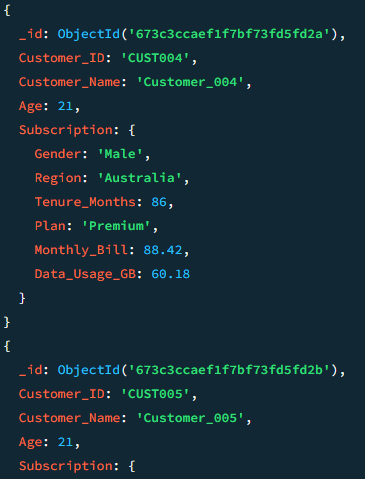 {
  _id: ObjectId('673c3ccaef1f7bf73fd5fd2a'),
  Customer_ID: 'CUST004',
  Customer_Name: 'Customer_004',
  Age: 21,
  Subscription: {
    Gender: 'Male',
    Region: 'Australia',
    Tenure_Months: 86,
    Plan: 'Premium',
    Monthly_Bill: 88.42,
    Data_Usage_GB: 60.18
  }
}
{
  _id: ObjectId('673c3ccaef1f7bf73fd5fd2b'),
  Customer_ID: 'CUST005',
  Customer_Name: 'Customer_005',
  Age: 21,
  Subscription: {